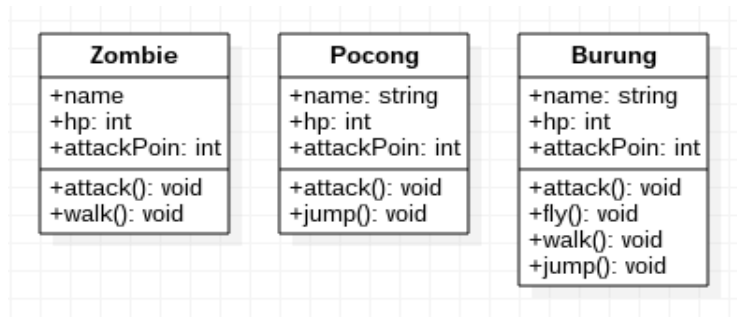 Zombie
+name
+hp: int
+attackPoin: int
+attack(): void
+walk(): void
Pocong
+name: string
+hp: int
+attackPoin: int
+attack(): void
+jump(): void
Burung
+name: string
+hp: int
+attackPoin: int
+attack(): void
+fly(): void
+walk(): void
+jump(): void